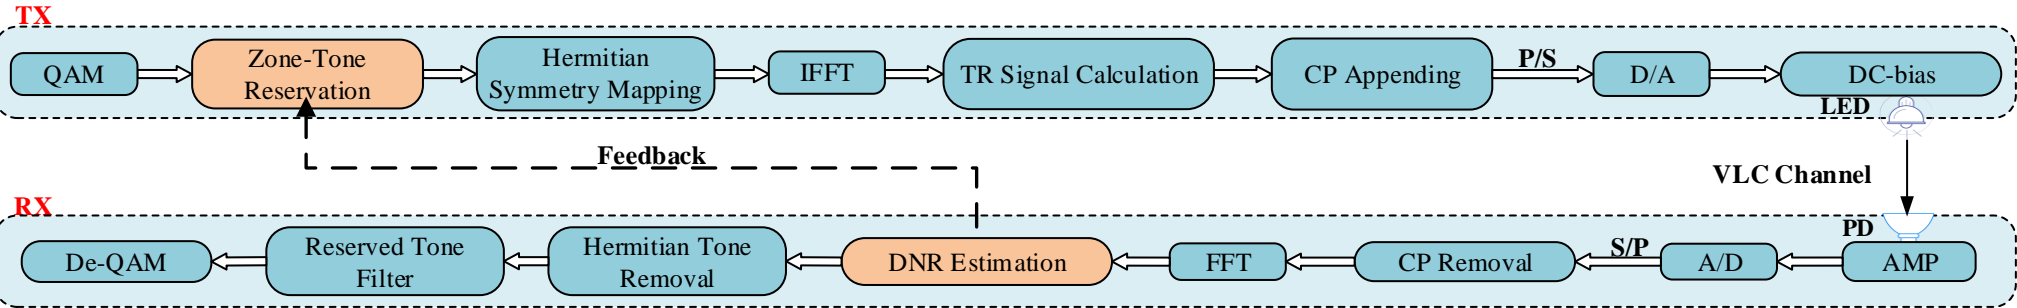 TX
QAM
Zone-Tone
Reservation
Hermitian
Symmetry Mapping
IFFT
TR Signal Calculation
CP Appending
P/S
D/A
DC-bias
LED
Feedback
VLC Channel
RX
De-QAM
Reserved Tone
Filter
Hermitian Tone
Removal
DNR Estimation
FFT
CP Removal
S/P
A/D
PD
AMP